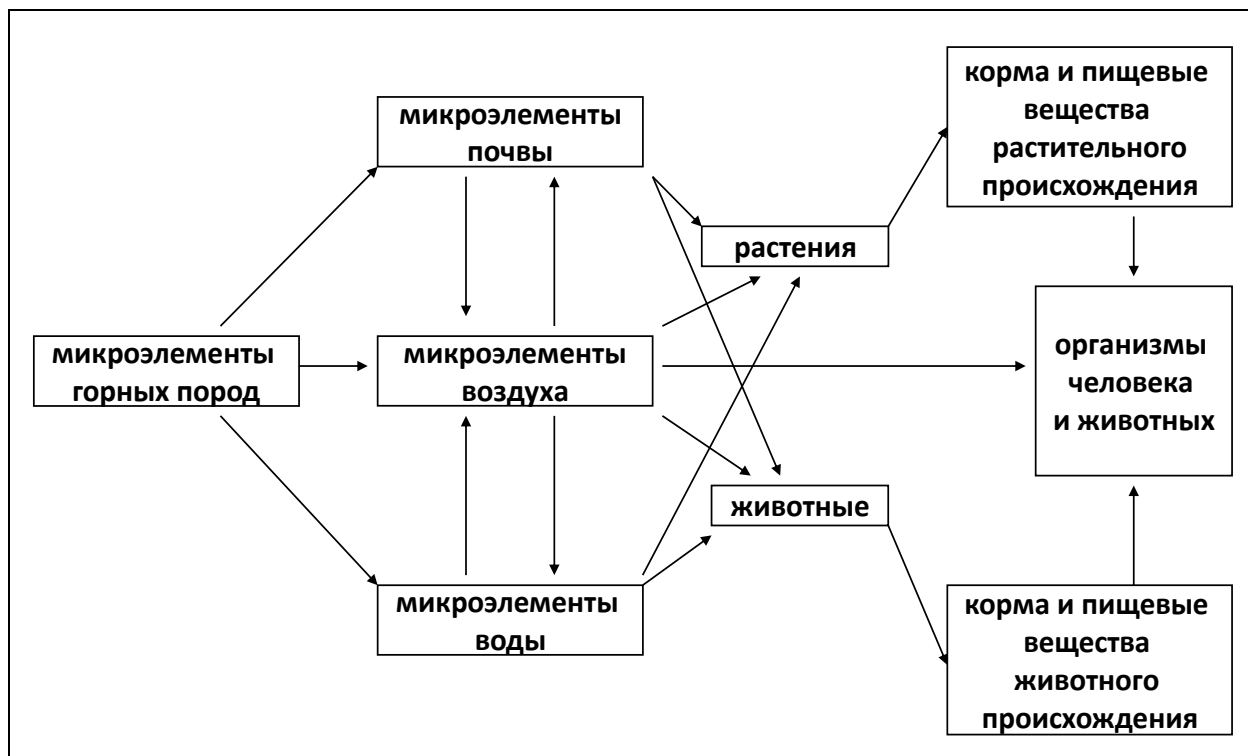 микроэлементы
почвы
корма и пищевые
вещества
растительного
происхождения
растения
микроэлементы
горных пород
микроэлементы
воздуха
организмы
человека
и животных
животные
микроэлементы
воды
корма и пищевые
вещества
животного
происхождения